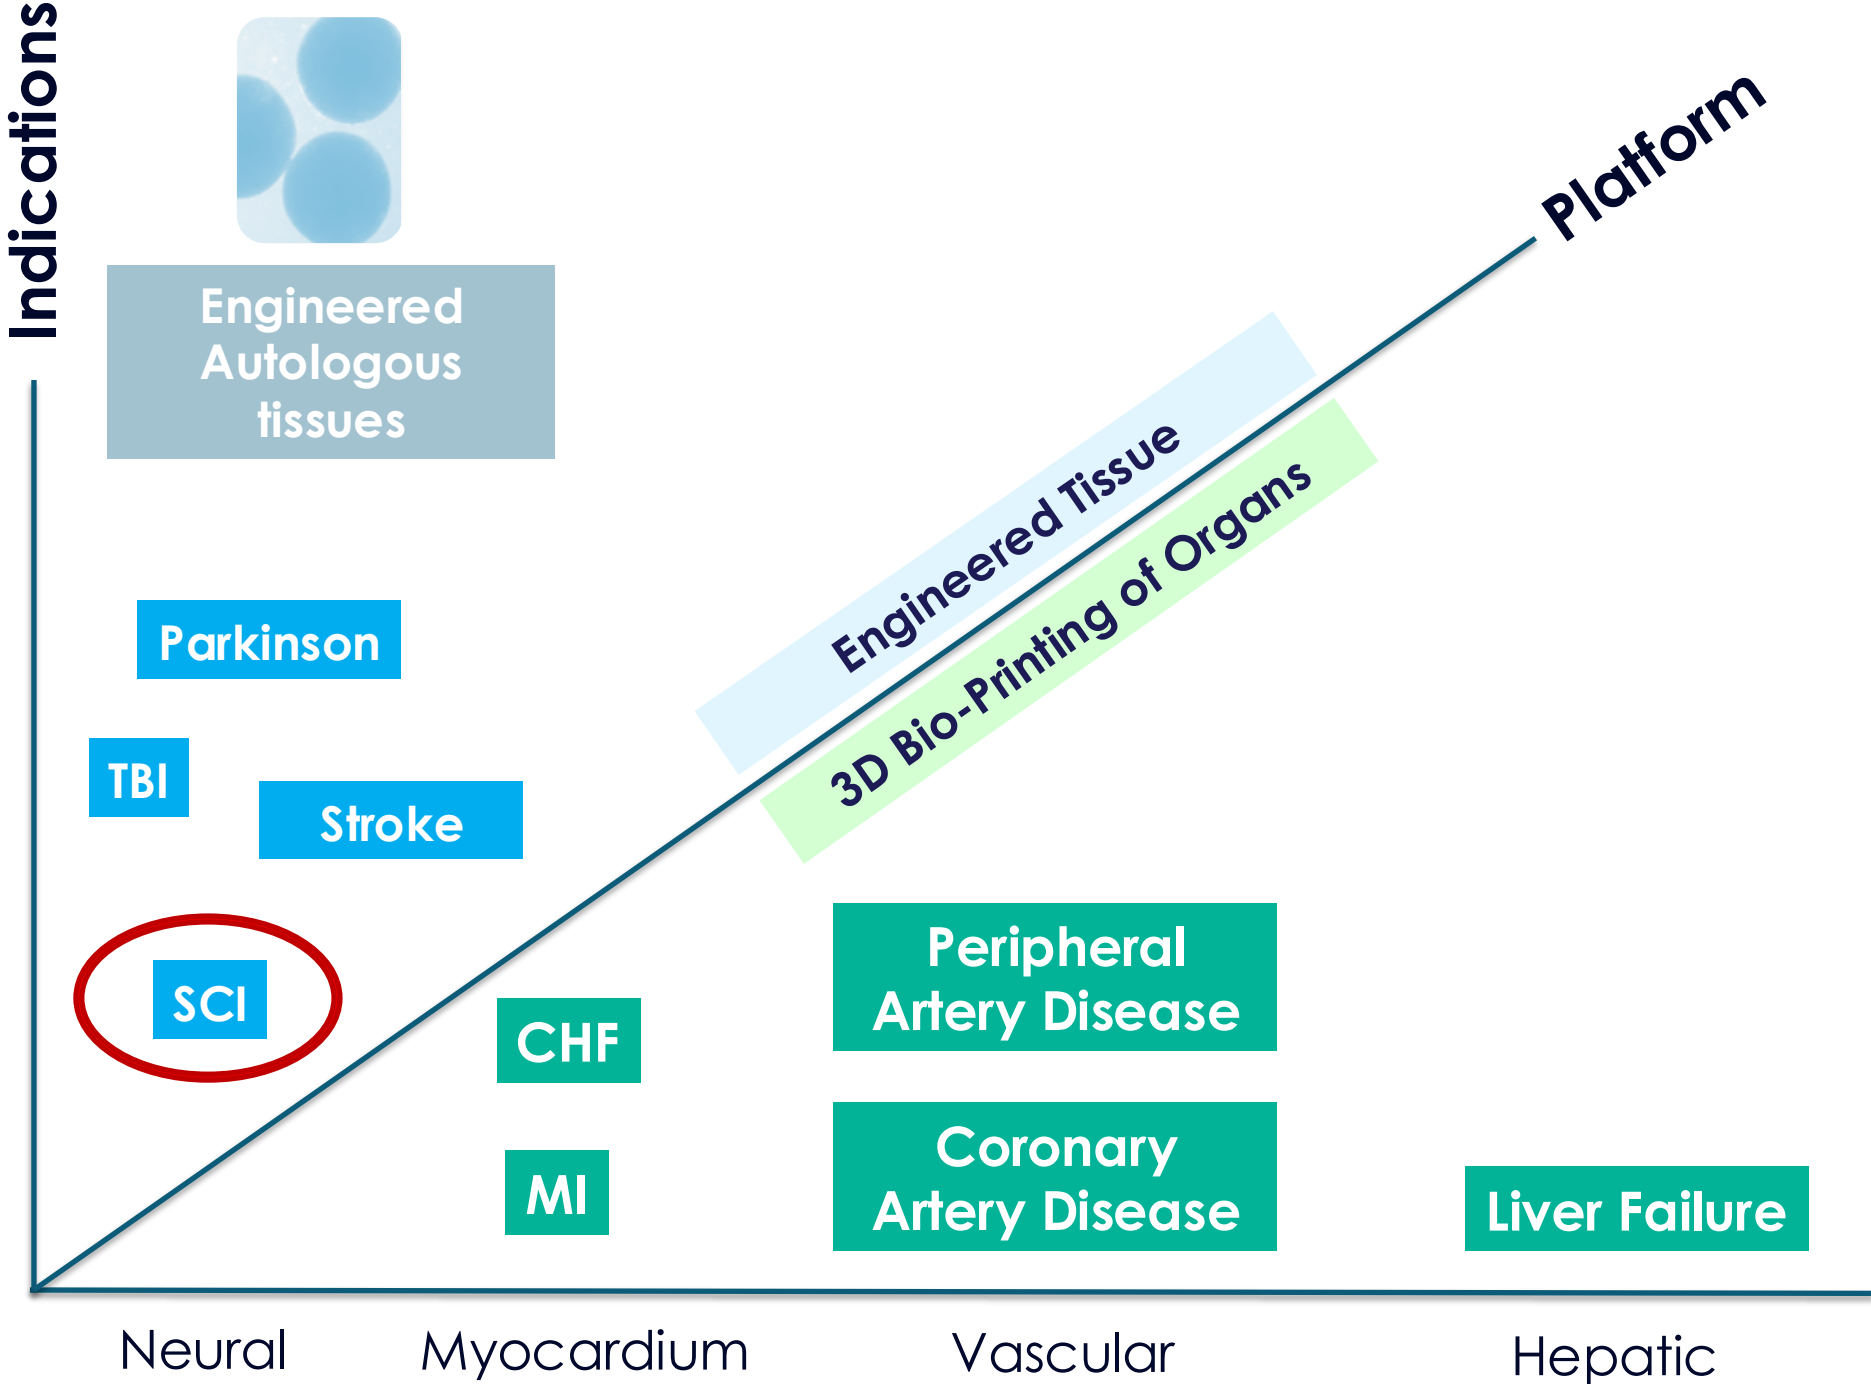 Indications
Engineered
Autologous
tissues
Platform
Engineered Tissue
3D Bio-Printing of Organs
Parkinson
TBI
Stroke
SCI
CHF
MI
Peripheral
Artery Disease
Coronary
Artery Disease
Liver Failure
Neural
Myocardium
Vascular
Hepatic